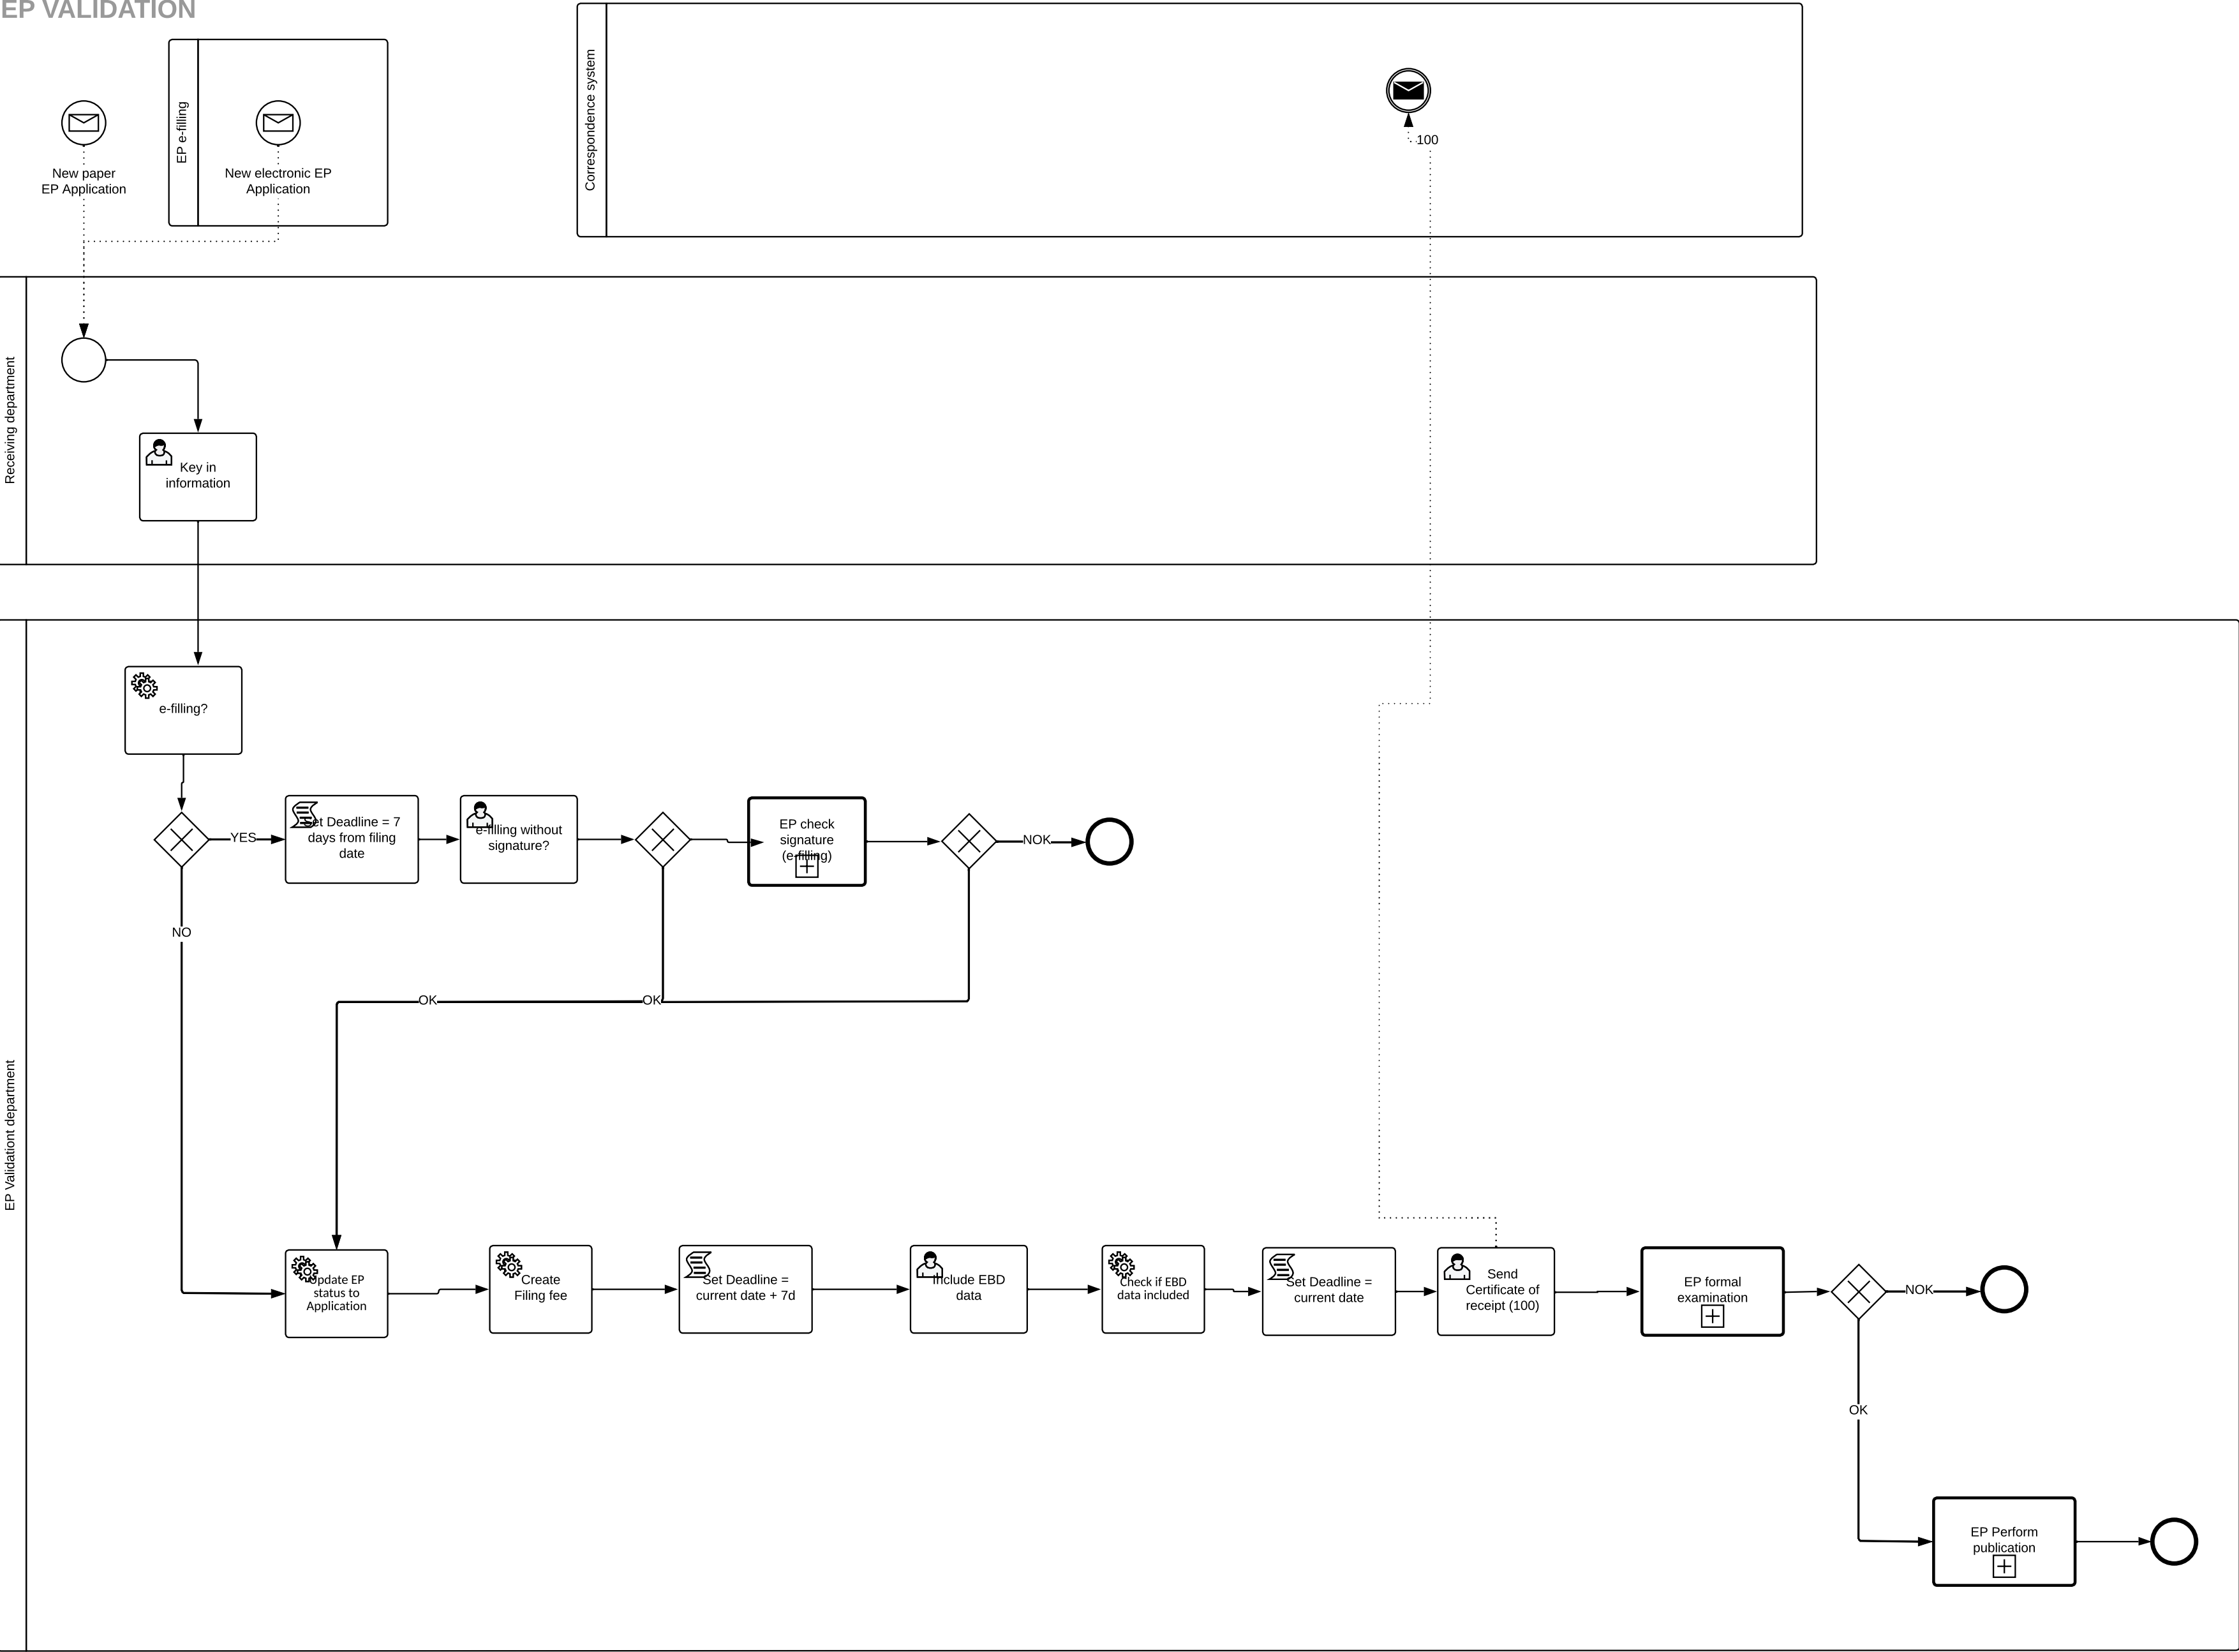 EP VALIDATION
EP e-filling
New paper
EP Application
New electronic EP
Application
Correspondence system
100
Receiving department
Key in
information
EP Validationt department
e-filling?
YES
Set Deadline = 7
days from filing
date
e-filling without
signature?
EP check
signature
(e-filling)
NOK
NO
OK
OK
Update EP
status to
Application
Create
Filing fee
Set Deadline =
current date + 7d
Include EBD
data
Check if EBD
data included
Set Deadline =
current date
Send
Certificate of
receipt (100)
EP formal
examination
NOK
OK
EP Perform
publication